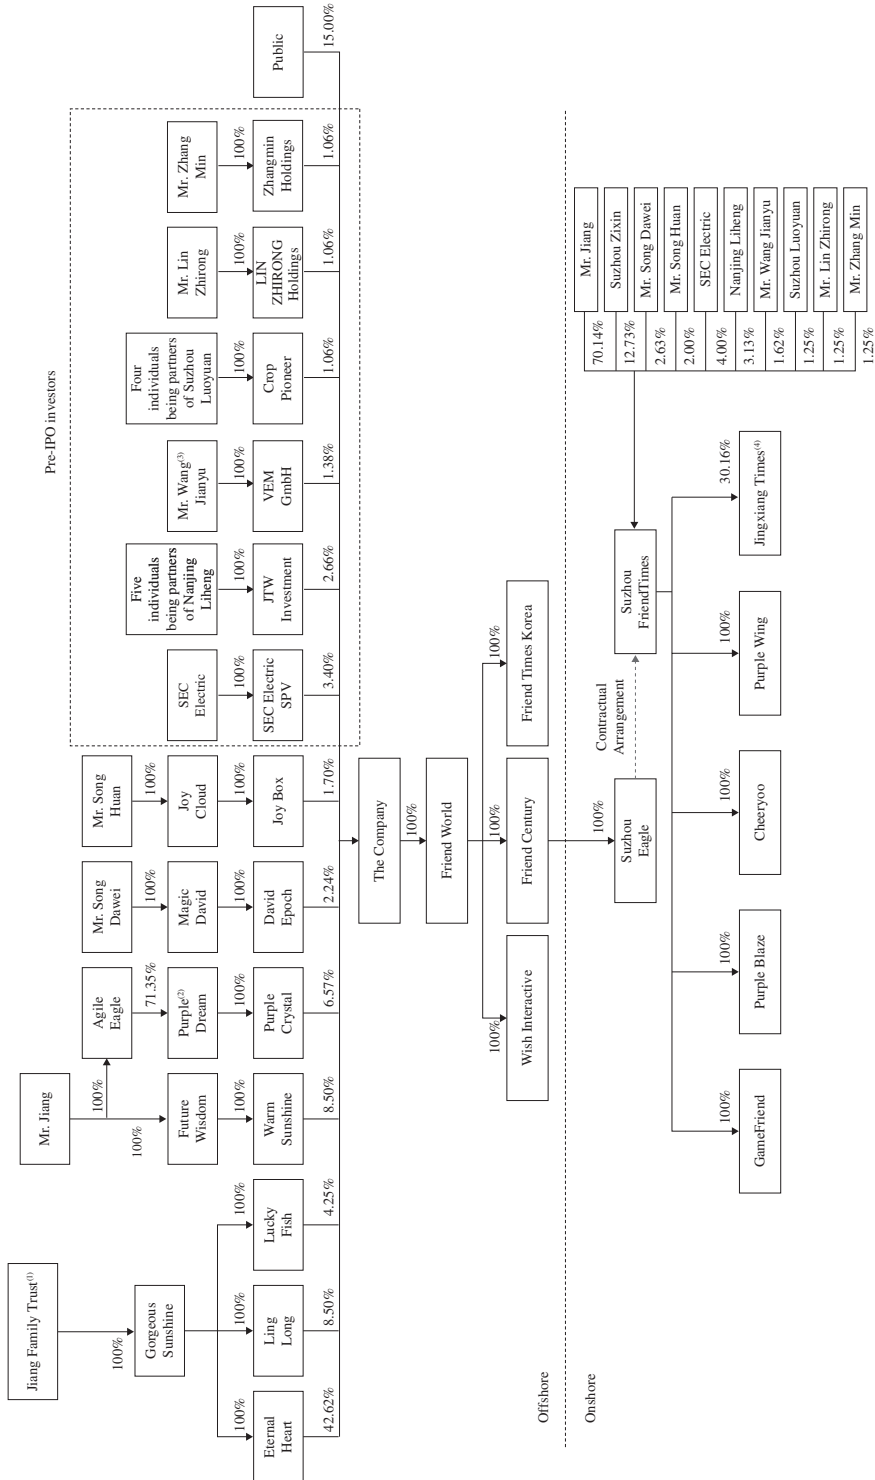 Jiang Family Trust(1)
100%
Gorgeous
Sunshine
100%
100%
100%
Eternal
Heart
Ling
Long
Lucky
Fish
42.62%
8.50%
4.25%
Mr. Jiang
100%
100%
Agile
Eagle
71.35%
Future
Wisdom
Purple(2)
Dream
100%
100%
Warm
Sunshine
Purple
Crystal
8.50%
6.57%
Mr. Song
Dawei
100%
Magic
David
100%
David
Epoch
2.24%
Mr. Song
Huan
100%
Joy
Cloud
100%
Joy Box
1.70%
Pre-IPO investors
SEC
Electric
100%
SEC Electric
SPV
3.40%
Five
individuals
being partners
of Nanjing
Liheng
100%
JTW
Investment
2.66%
Mr. Wang(3)
Jianyu
100%
VEM
GmbH
1.38%
Four
individuals
being partners
of Suzhou
Luoyuan
100%
Crop
Pioneer
1.06%
Mr. Lin
Zhirong
100%
LIN
ZHIRONG
Holdings
1.06%
Mr. Zhang
Min
100%
Zhangmin
Holdings
1.06%
Public
15.00%
The Company
100%
Friend World
100%
100%
100%
Wish Interactive
Friend Century
Friend Times Korea
Offshore
Onshore
100%
Suzhou
Eagle
Contractual
Arrangement
Suzhou
FriendTimes
Mr. Jiang
70.14%
Suzhou Zixin
12.73%
Mr. Song Dawei
2.63%
Mr. Song Huan
2.00%
SEC Electric
4.00%
Nanjing Liheng
3.13%
Mr. Wang Jianyu
1.62%
Suzhou Luoyuan
1.25%
Mr. Lin Zhirong
1.25%
Mr. Zhang Min
1.25%
100%
100%
100%
100%
30.16%
GameFriend
Purple Blaze
Cheeryoo
Purple Wing
Jingxiang Times(4)